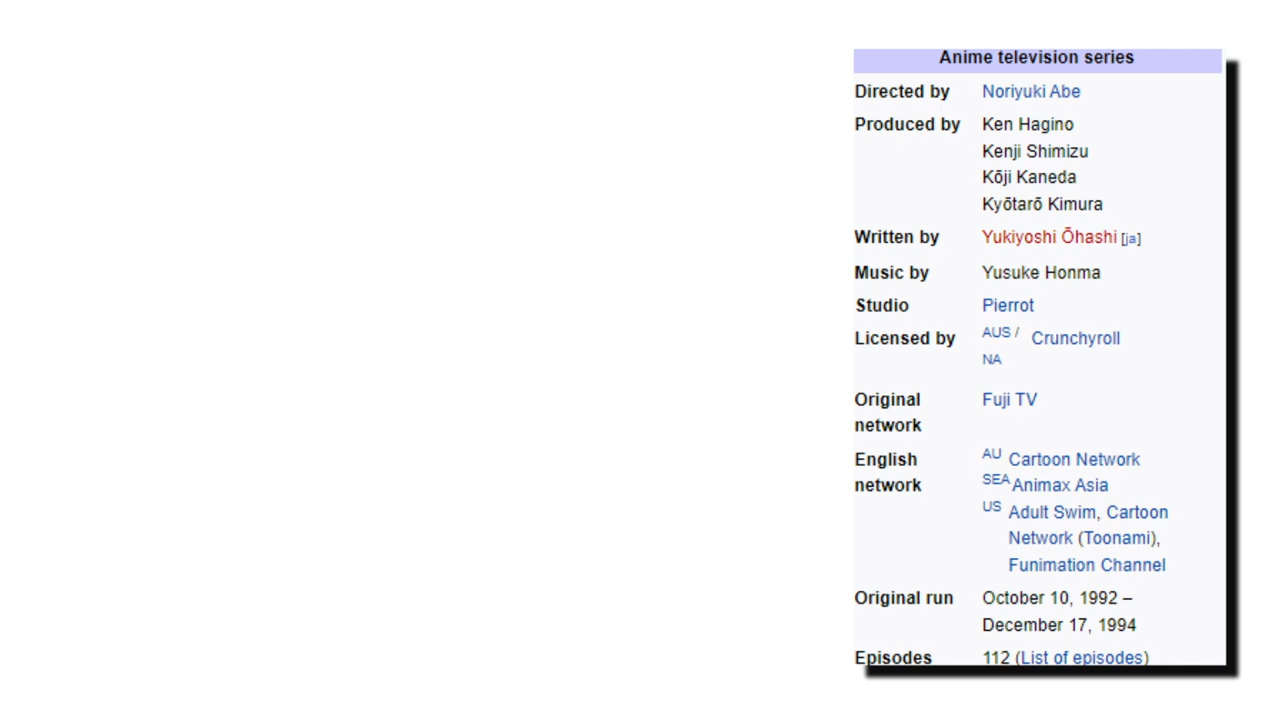 Anime television series
Directed by Noriyuki Abe
Produced by Ken Hagino
Kenji Shimizu
Kōji Kaneda
Kyōtarō Kimura
Written by Yukiyoshi Ōhashi [ja]
Music by Yusuke Honma
Studio Pierrot
Licensed by AUS / Crunchyroll
NA
Original Fuji TV
network
English AU Cartoon Network
network SEA Animax Asia
US Adult Swim, Cartoon
Network (Toonami),
Funimation Channel
Original run October 10, 1992 –
December 17, 1994
Episodes 112 (List of episodes)